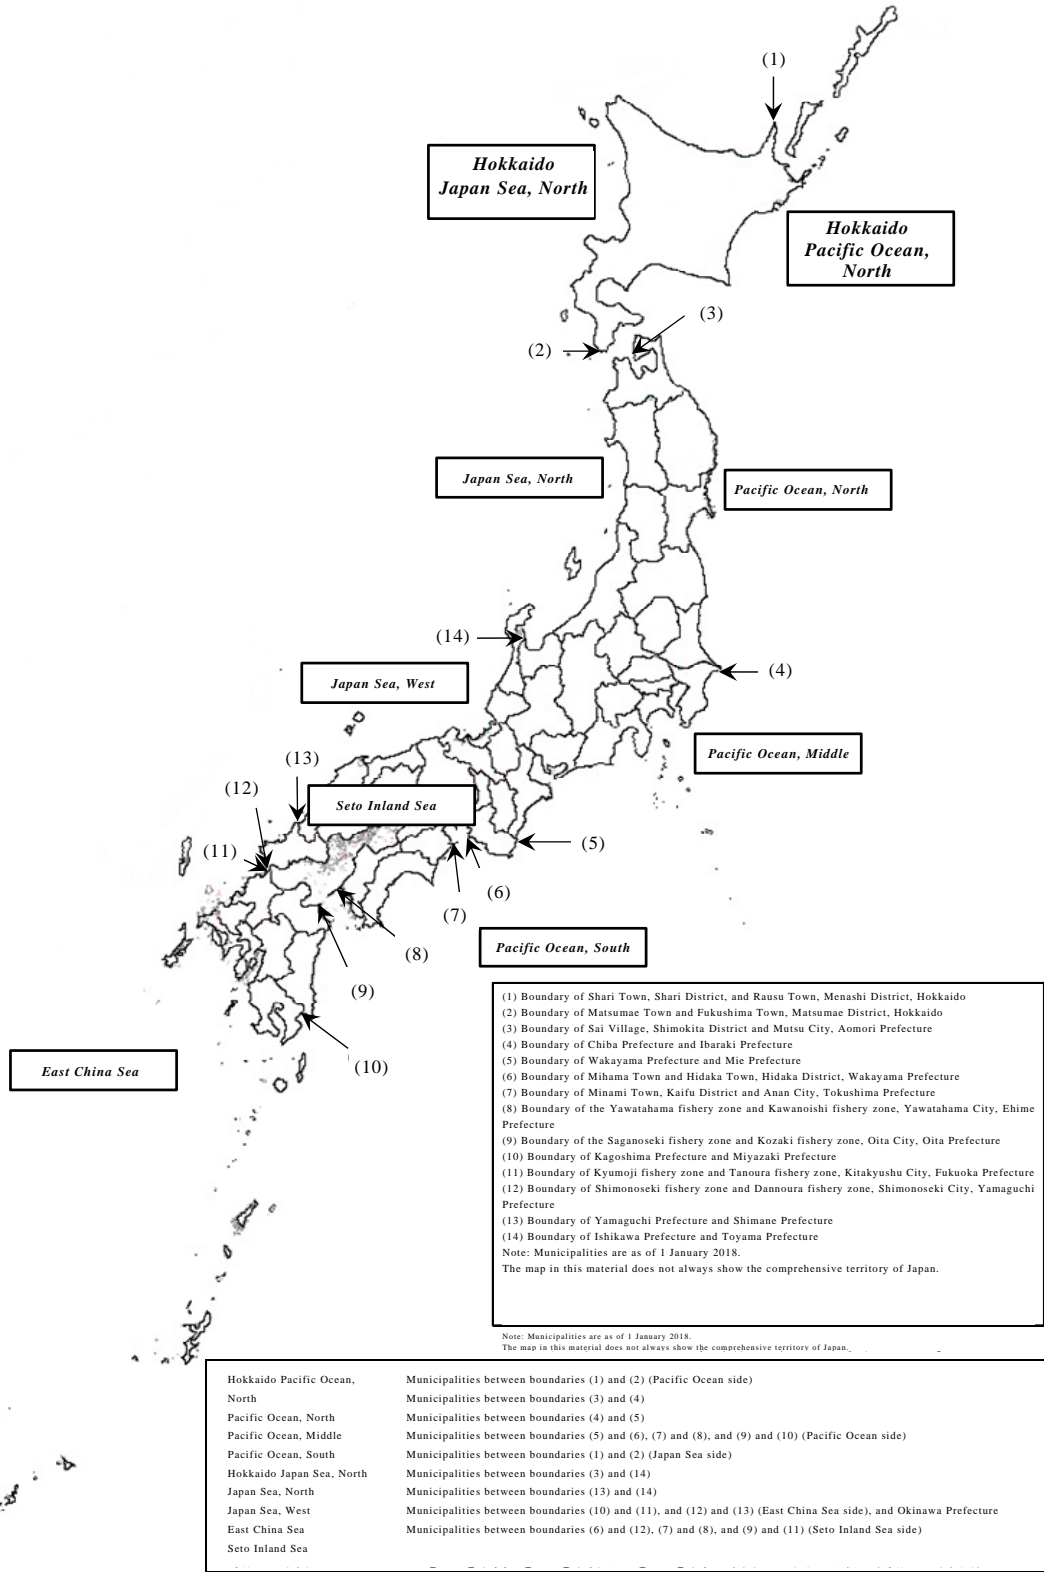 (1)
Hokkaido
Japan Sea, North
Hokkaido
Pacific Ocean,
North
(3)
(2)
Japan Sea, North
Pacific Ocean, North
(14)
(4)
Japan Sea, West
Pacific Ocean, Middle
(13)
(12)
Seto Inland Sea
(11)
(5)
(6)
(7)
(8)
Pacific Ocean, South
(9)
(10)
East China Sea
(1) Boundary of Shari Town, Shari District, and Rausu Town, Menashi District, Hokkaido
(2) Boundary of Matsumae Town and Fukushima Town, Matsumae District, Hokkaido
(3) Boundary of Sai Village, Shimokita District and Mutsu City, Aomori Prefecture
(4) Boundary of Chiba Prefecture and Ibaraki Prefecture
(5) Boundary of Wakayama Prefecture and Mie Prefecture
(6) Boundary of Mihama Town and Hidaka Town, Hidaka District, Wakayama Prefecture
(7) Boundary of Minami Town, Kaifu District and Anan City, Tokushima Prefecture
(8) Boundary of the Yawatahama fishery zone and Kawanoishi fishery zone, Yawatahama City, Ehime
Prefecture
(9) Boundary of the Saganoseki fishery zone and Kozaki fishery zone, Oita City, Oita Prefecture
(10) Boundary of Kagoshima Prefecture and Miyazaki Prefecture
(11) Boundary of Kyumoji fishery zone and Tanoura fishery zone, Kitakyushu City, Fukuoka Prefecture
(12) Boundary of Shimonoseki fishery zone and Dannoura fishery zone, Shimonoseki City, Yamaguchi
Prefecture
(13) Boundary of Yamaguchi Prefecture and Shimane Prefecture
(14) Boundary of Ishikawa Prefecture and Toyama Prefecture
Note: Municipalities are as of 1 January 2018.
The map in this material does not always show the comprehensive territory of Japan.
Note: Municipalities are as of 1 January 2018.
The map in this material does not always show the comprehensive territory of Japan.
Hokkaido Pacific Ocean, Municipalities between boundaries (1) and (2) (Pacific Ocean side)
North Municipalities between boundaries (3) and (4)
Pacific Ocean, North Municipalities between boundaries (4) and (5)
Pacific Ocean, Middle Municipalities between boundaries (5) and (6), (7) and (8), and (9) and (10) (Pacific Ocean side)
Pacific Ocean, South Municipalities between boundaries (1) and (2) (Japan Sea side)
Hokkaido Japan Sea, North Municipalities between boundaries (3) and (14)
Japan Sea, North Municipalities between boundaries (13) and (14)
Japan Sea, West Municipalities between boundaries (10) and (11), and (12) and (13) (East China Sea side), and Okinawa Prefecture
East China Sea Municipalities between boundaries (6) and (12), (7) and (8), and (9) and (11) (Seto Inland Sea side)
Seto Inland Sea